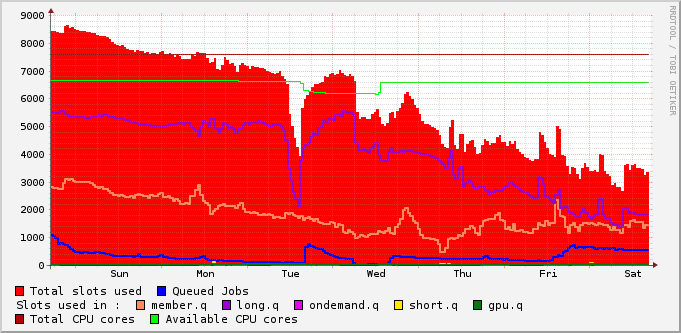 RRDTOOL / TOBI OETIKER
9000
8000
7000
6000
5000
4000
3000
2000
1000
0
Sun Mon Tue Wed Thu Fri Sat
Total slots used Queued Jobs
Slots used in : member.q long.q ondemand.q short.q gpu.q
Total CPU cores Available CPU cores